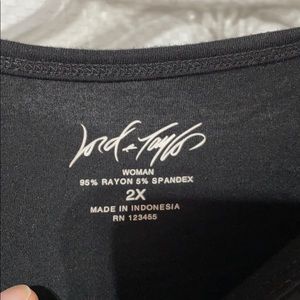 Lord + Taylor
WOMAN
95% RAYON 5% SPANDEX
2X
MADE IN INDONESIA
RN 123455